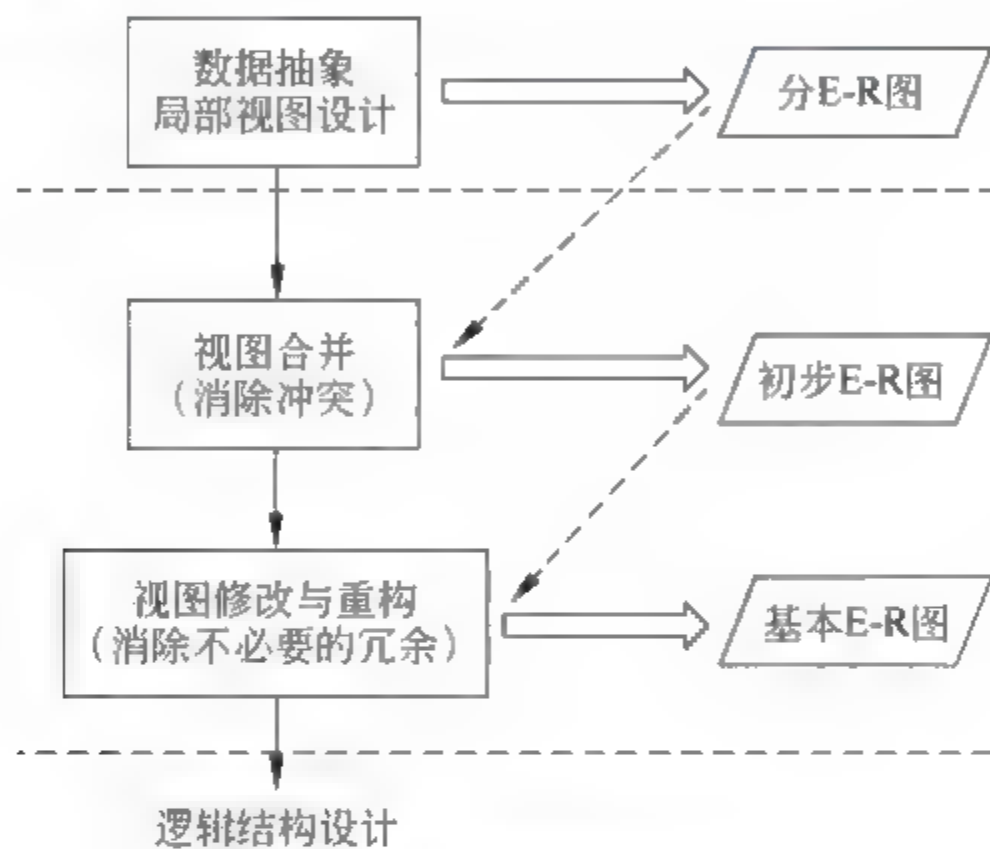 数据抽象
局部视图设计
分E-R图
视图合并
（消除冲突）
初步E-R图
视图修改与重构
（消除不必要的冗余）
基本E-R图
逻辑结构设计